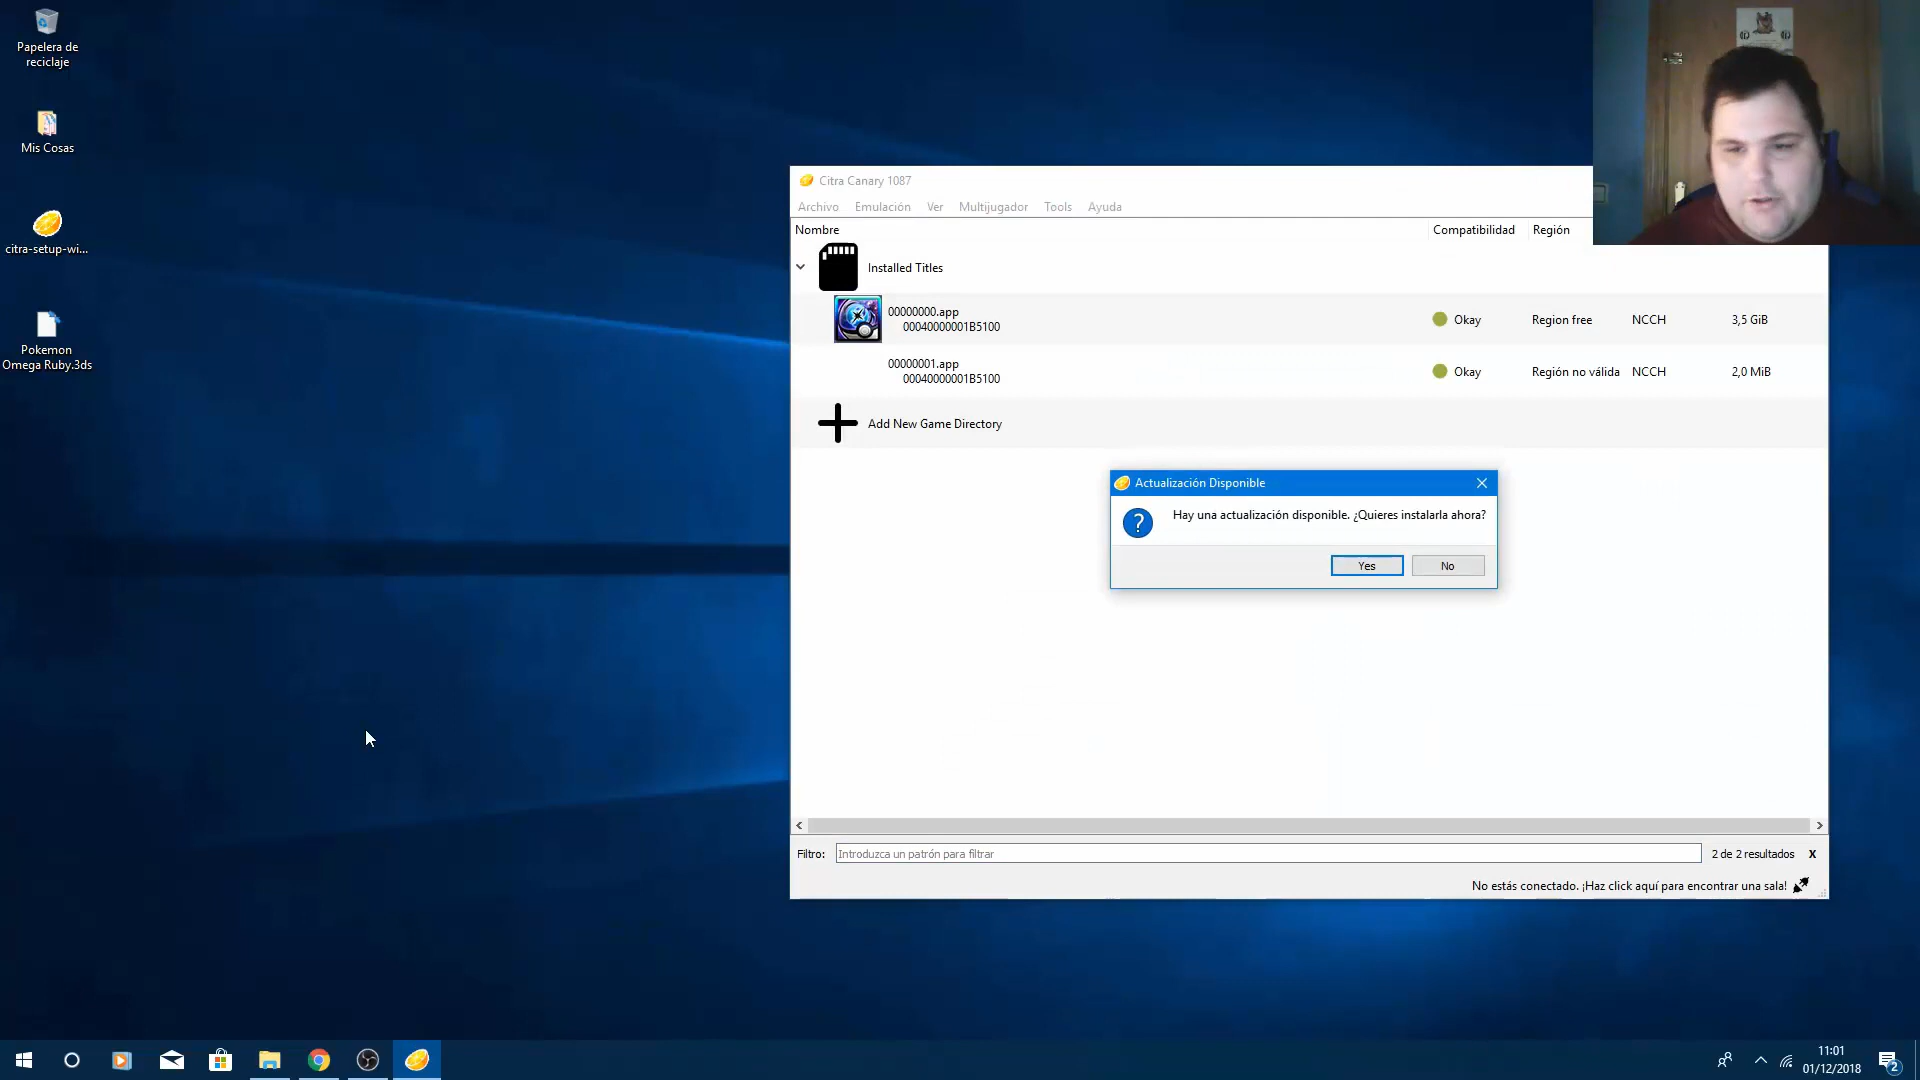 Papelera de
reciclaje
Mis Cosas
citra-setup-wi...
Pokemon
Omega Ruby.3ds
Citra Canary 1087
Archivo Emulación Ver Multijugador Tools Ayuda
Nombre Compatibilidad Región
Installed Titles
00000000.app
00040000001B5100
Okay Region free NCCH 3,5 GiB
00000001.app
00040000001B5100
Okay Región no válida NCCH 2,0 MiB
Add New Game Directory
Actualización Disponible
Hay una actualización disponible. ¿Quieres instalarla ahora?
Yes No
Filtro: Introduzca un patrón para filtrar 2 de 2 resultados X
No estás conectado. ¡Haz click aquí para encontrar una sala!
11:01
01/12/2018
2